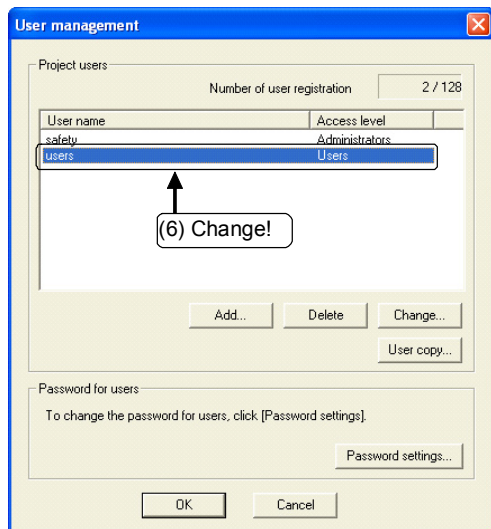 User management
Project users
Number of user registration 2 / 128
User name Access level
safety Administrators
users Users
(6) Change!
Add... Delete Change...
User copy...
Password for users
To change the password for users, click [Password settings].
Password settings...
OK Cancel